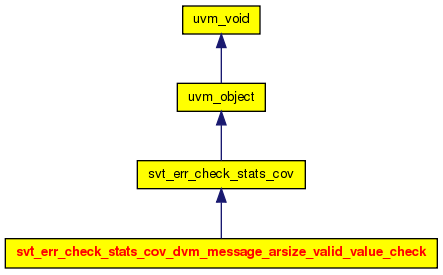 uvm_void
uvm_object
svt_err_check_stats_cov
svt_err_check_stats_cov_dvm_message_arsize_valid_value_check